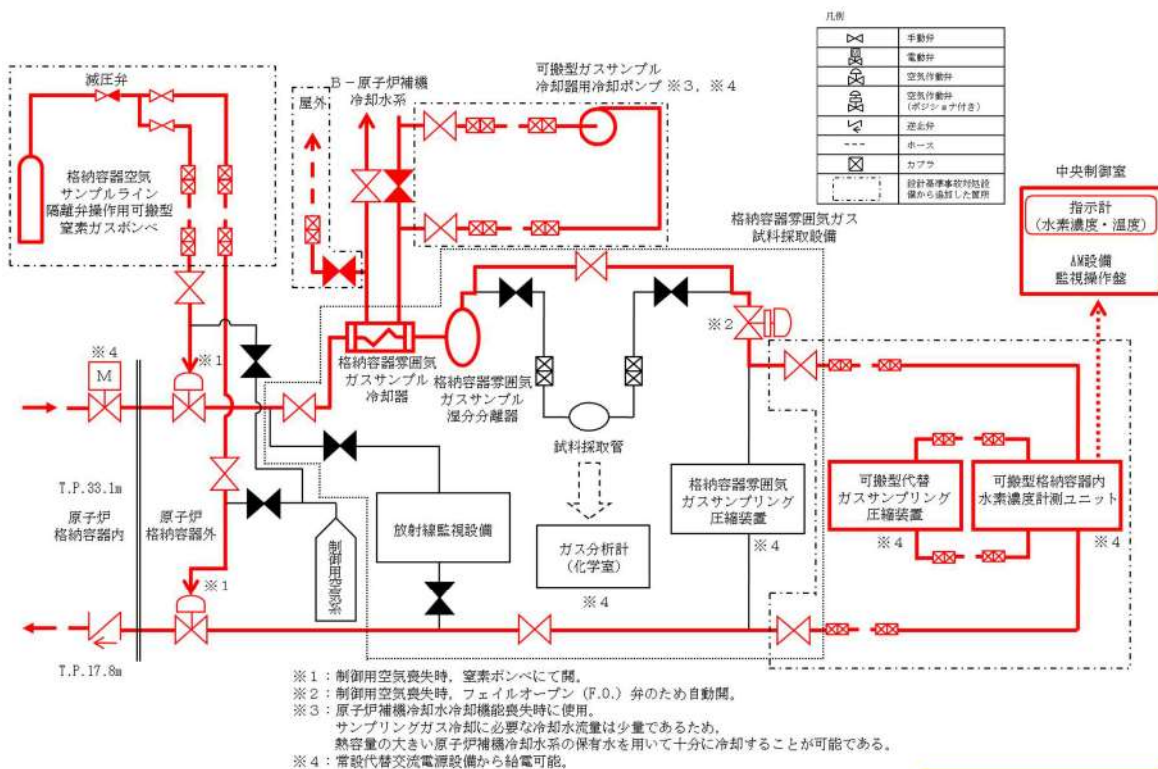 凡例
手動弁
電動弁
空気作動弁
空気作動弁
(ポジショナ付き)
逆止弁
ホース
カプラ
設計基準事故対処設
備から追加した箇所
減圧弁
格納容器空気
サンプルライン
隔離弁操作用可搬型
窒素ガスボンベ
屋外
B-原子炉補機
冷却水系
可搬型ガスサンプル
冷却器用冷却ポンプ ※3, ※4
格納容器雰囲気ガス
試料採取設備
中央制御室
指示計
(水素濃度・温度)
AM設備
監視操作盤
※4
M
※1
※2
格納容器雰囲気
ガスサンプル
冷却器
格納容器雰囲気
ガスサンプル
湿分分離器
試料採取管
T.P.33.1m
原子炉
格納容器内
原子炉
格納容器外
制御用空気系
放射線監視設備
ガス分析計
(化学室)
※4
格納容器雰囲気
ガスサンプリング
圧縮装置
※4
可搬型代替
ガスサンプリング
圧縮装置
※4
可搬型格納容器内
水素濃度計測ユニット
※4
※1
T.P.17.8m
※1:制御用空気喪失時, 窒素ボンベにて開。
※2:制御用空気喪失時, フェイルオープン (F.O.) 弁のため自動開。
※3:原子炉補機冷却水冷却機能喪失時に使用。
サンプリングガス冷却に必要な冷却水流量は少量であるため,
熱容量の大きい原子炉補機冷却水系の保有水を用いて十分に冷却することが可能である。
※4:常設代替交流電源設備から給電可能。